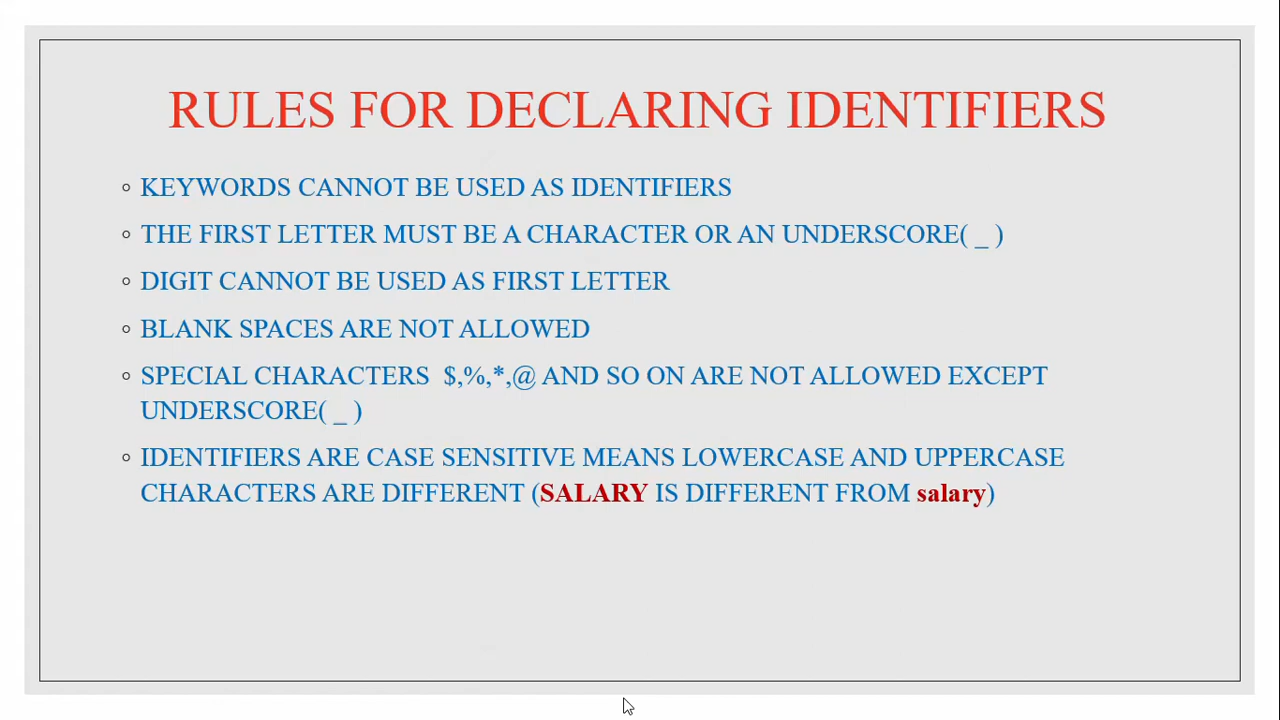 RULES FOR DECLARING IDENTIFIERS
◦ KEYWORDS CANNOT BE USED AS IDENTIFIERS
◦ THE FIRST LETTER MUST BE A CHARACTER OR AN UNDERSCORE( _ )
◦ DIGIT CANNOT BE USED AS FIRST LETTER
◦ BLANK SPACES ARE NOT ALLOWED
◦ SPECIAL CHARACTERS  $,%,*,@ AND SO ON ARE NOT ALLOWED EXCEPT
UNDERSCORE( _ )
◦ IDENTIFIERS ARE CASE SENSITIVE MEANS LOWERCASE AND UPPERCASE
CHARACTERS ARE DIFFERENT (SALARY IS DIFFERENT FROM salary)